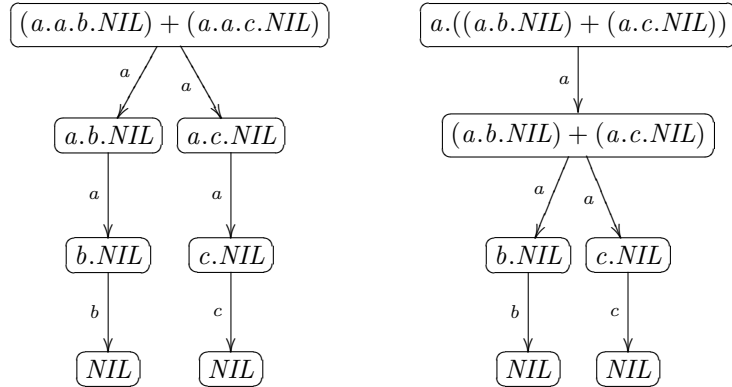 (a.a.b.NIL) + (a.a.c.NIL)
a.((a.b.NIL) + (a.c.NIL))
a
a
a
a.b.NIL
a.c.NIL
(a.b.NIL) + (a.c.NIL)
a
a
a
a
b.NIL
c.NIL
b.NIL
c.NIL
b
c
b
c
NIL
NIL
NIL
NIL